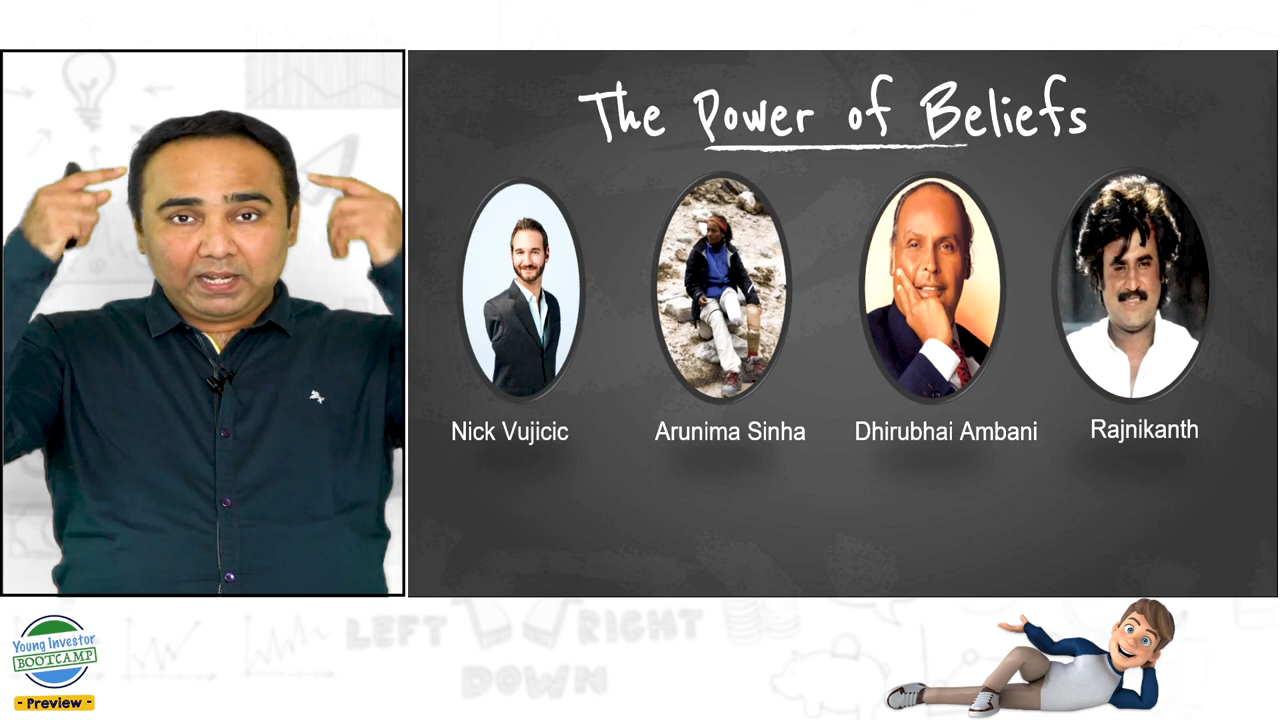 The Power of Beliefs
Nick Vujicic
Arunima Sinha
Dhirubhai Ambani
Rajnikanth
LEFT
RIGHT
DOWN
Young Investor
BOOTCAMP
- Preview -